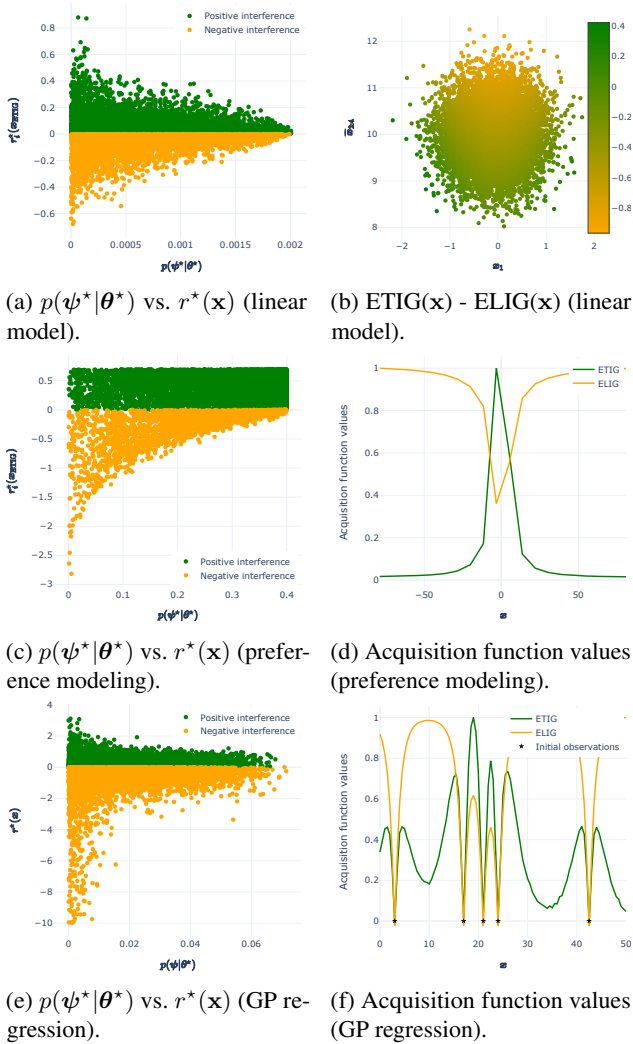 Positive interference
Negative interference
0.8
0.6
0.4
0.2
0
−0.2
−0.4
−0.6
0 0.0005 0.001 0.0015 0.002
r*ᵢ(x_ETIG)
p(ψ*|θ*)
12
11
10
9
8
−2 −1 0 1 2
x̄₂:₄
x₁
0.4
0.2
0
−0.2
−0.4
−0.6
−0.8
(a) p(ψ*|θ*) vs. r*(x) (linear
model).
(b) ETIG(x) - ELIG(x) (linear
model).
0.5
0
−0.5
−1
−1.5
−2
−2.5
−3
0 0.1 0.2 0.3 0.4
r*ᵢ(x_ETIG)
p(ψ*|θ*)
Positive interference
Negative interference
ETIG
ELIG
1
0.8
0.6
0.4
0.2
0
−50 0 50
Acquisition function values
x
(c) p(ψ*|θ*) vs. r*(x) (prefer-
ence modeling).
(d) Acquisition function values
(preference modeling).
Positive interference
Negative interference
4
2
0
−2
−4
−6
−8
−10
0 0.02 0.04 0.06
r*(x)
p(ψ|θ*)
ETIG
ELIG
Initial observations
1
0.8
0.6
0.4
0.2
0
0 10 20 30 40 50
Acquisition function values
x
(e) p(ψ*|θ*) vs. r*(x) (GP re-
gression).
(f) Acquisition function values
(GP regression).